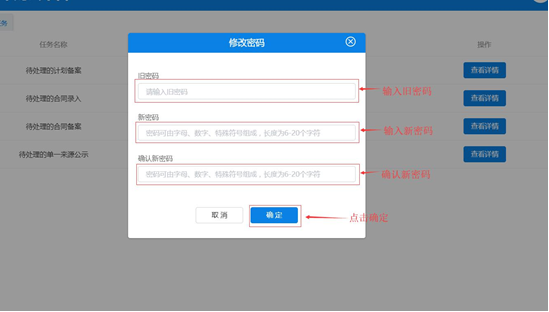 任务
任务名称
操作
修改密码
待处理的计划备案
查看详情
旧密码
请输入旧密码
输入旧密码
待处理的合同录入
查看详情
新密码
密码可由字母、数字、特殊符号组成，长度为6-20个字符
输入新密码
待处理的合同备案
查看详情
待处理的单一来源公示
查看详情
确认新密码
密码可由字母、数字、特殊符号组成，长度为6-20个字符
确认新密码
取 消
确 定
点击确定